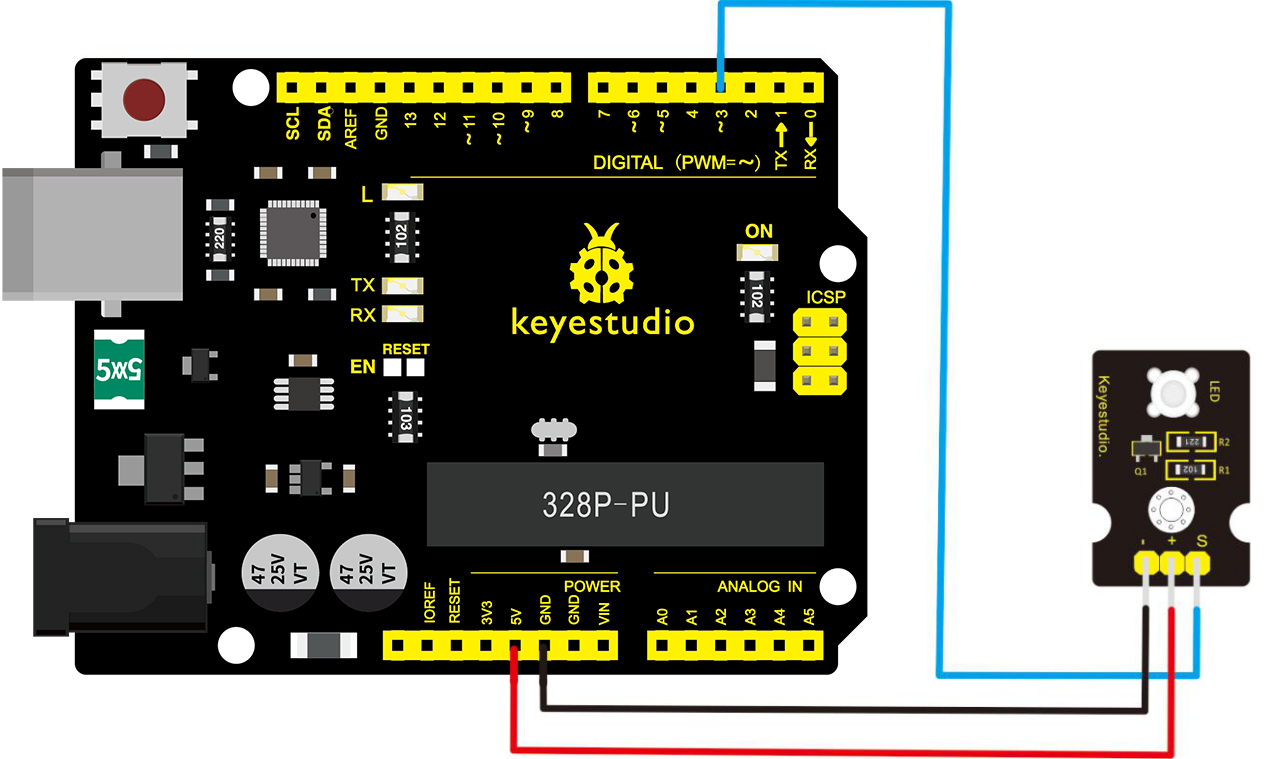 SCL
SDA
AREF
GND
13
12
~11
~10
~9
8
7
~6
~5
4
~3
2
TX→1
RX←0
DIGITAL (PWM=~)
L
220
102
ON
TX
102
ICSP
RX
keyestudio
RESET
EN
5x5
103
328P-PU
47
25V
VT
47
25V
VT
POWER
ANALOG IN
IOREF
RESET
3V3
5V
GND
GND
VIN
A0
A1
A2
A3
A4
A5
Keyestudio.
LED
221
R2
Q1
102
R1
-
+
S